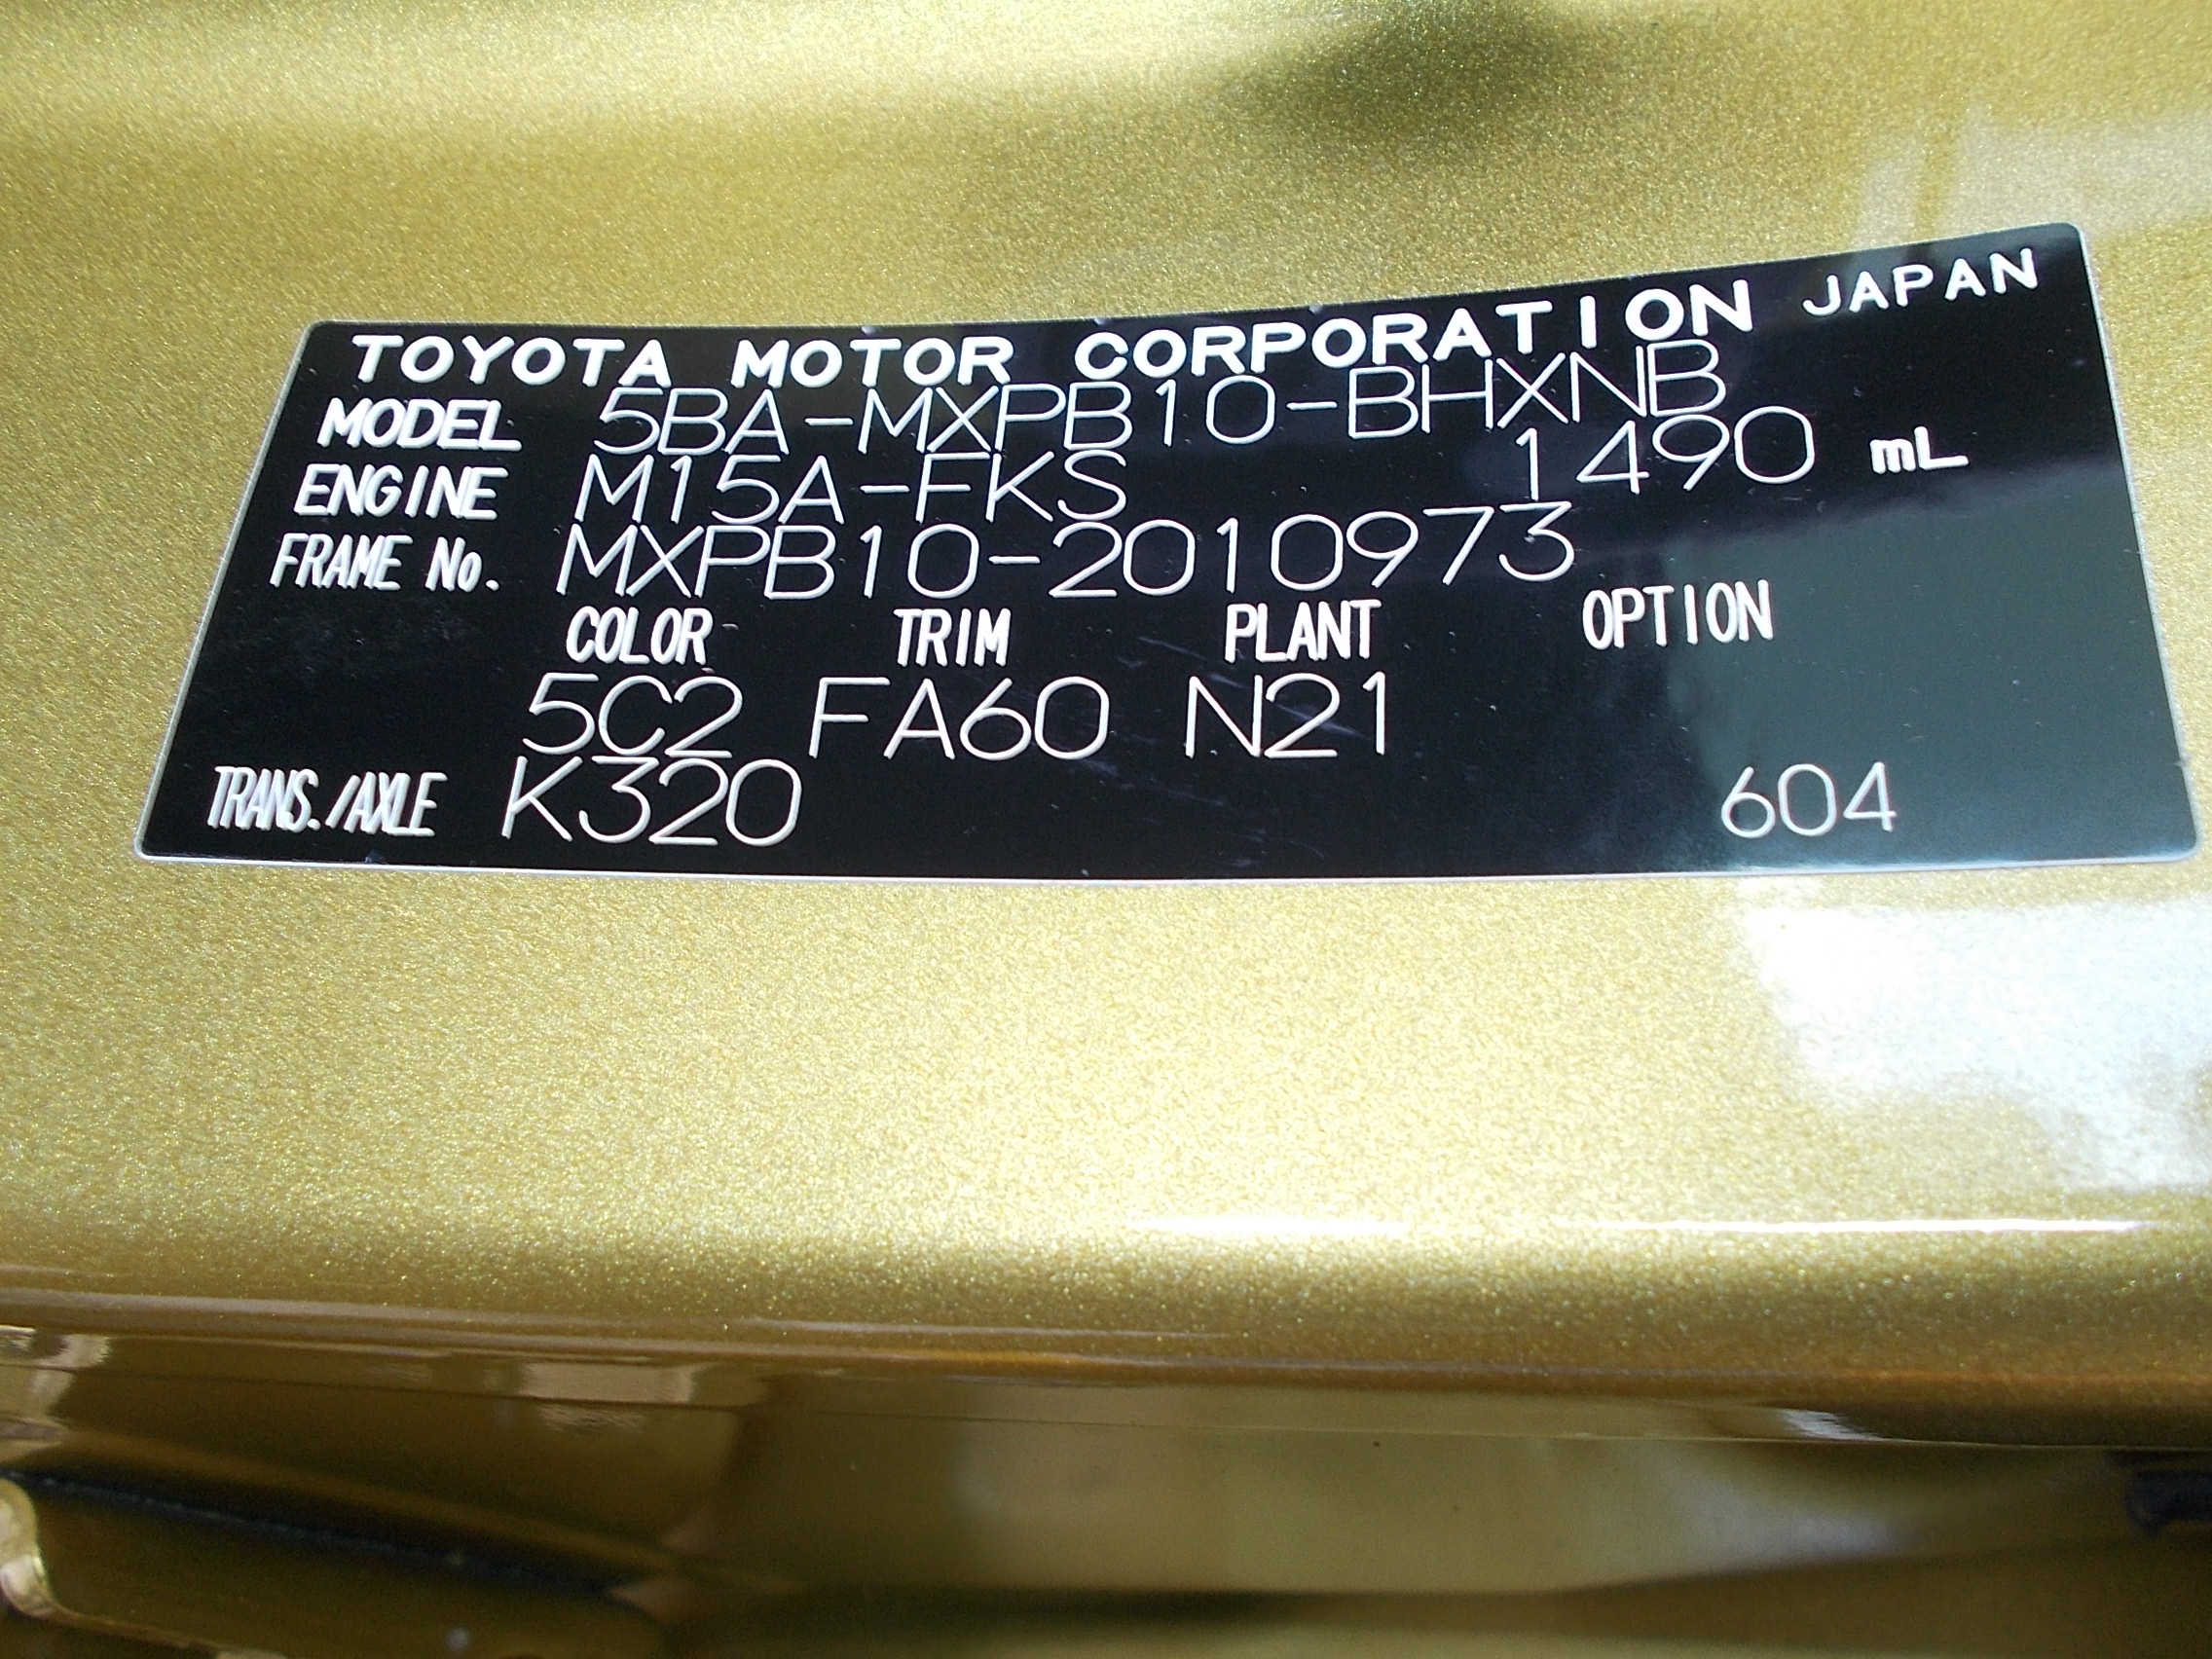 TOYOTA MOTOR CORPORATION JAPAN
MODEL 5BA-MXPB10-BHXNB
ENGINE M15A-FKS 1490 mL
FRAME No. MXPB10-2010973
COLOR TRIM PLANT OPTION
5C2 FA60 N21
TRANS./AXLE K320 604